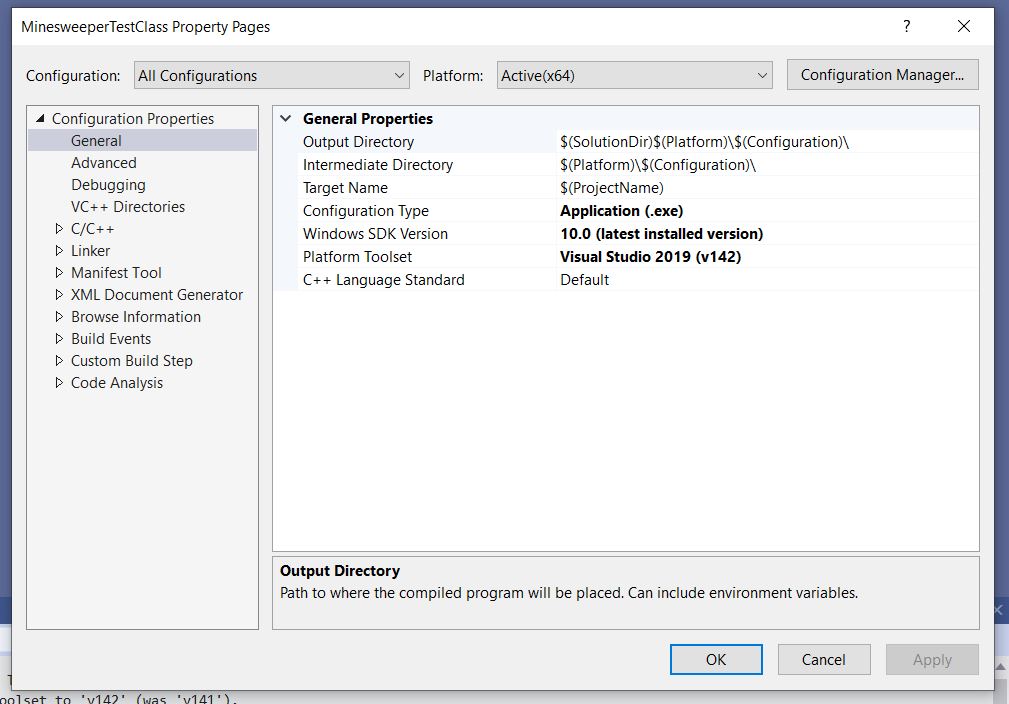 MinesweeperTestClass Property Pages
?
Configuration: All Configurations Platform: Active(x64) Configuration Manager...
Configuration Properties
General
Advanced
Debugging
VC++ Directories
C/C++
Linker
Manifest Tool
XML Document Generator
Browse Information
Build Events
Custom Build Step
Code Analysis
General Properties
Output Directory $(SolutionDir)$(Platform)\$(Configuration)\
Intermediate Directory $(Platform)\$(Configuration)\
Target Name $(ProjectName)
Configuration Type Application (.exe)
Windows SDK Version 10.0 (latest installed version)
Platform Toolset Visual Studio 2019 (v142)
C++ Language Standard Default
Output Directory
Path to where the compiled program will be placed. Can include environment variables.
OK Cancel Apply
oolset to 'v142' (was 'v141').